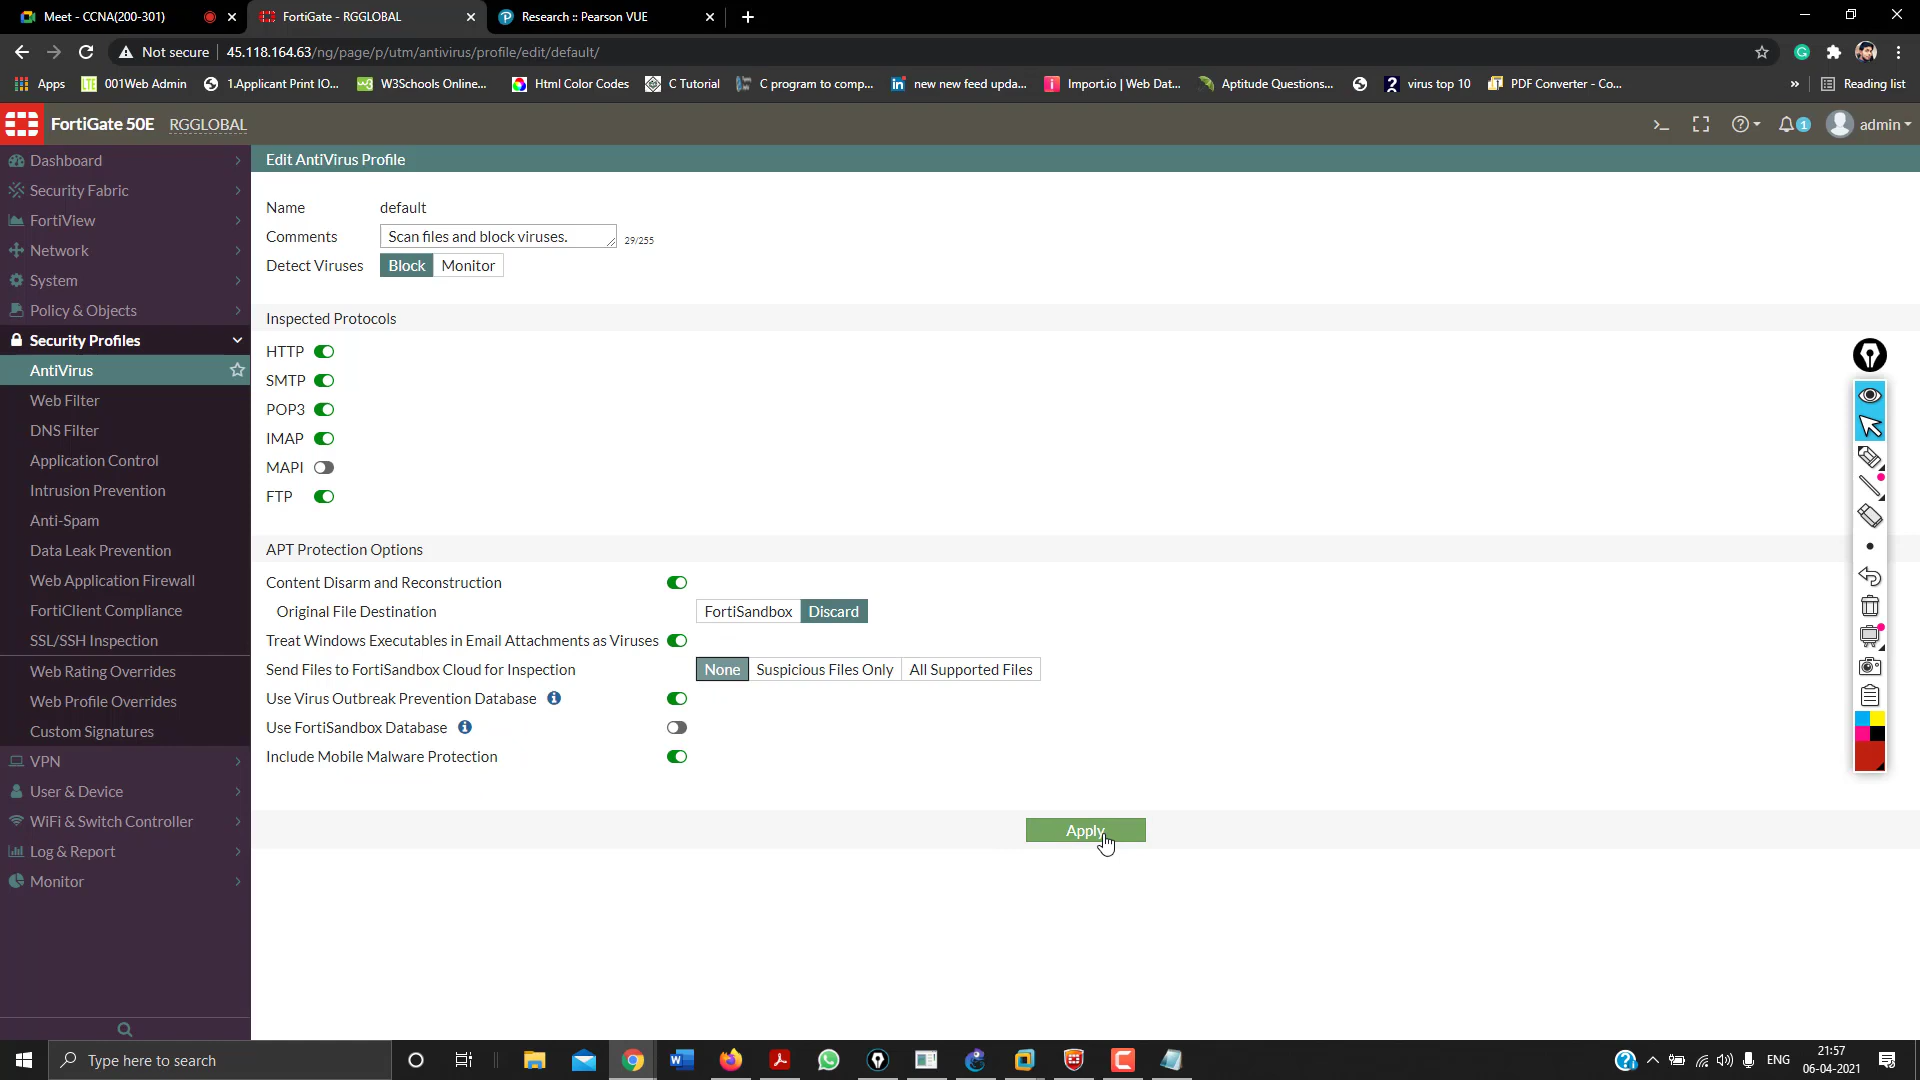 Meet - CCNA(200-301)
FortiGate - RGGLOBAL
Research :: Pearson VUE
Not secure
45.118.164.63/ng/page/p/utm/antivirus/profile/edit/default/
Apps
001Web Admin
1.Applicant Print IO...
W3Schools Online...
Html Color Codes
C Tutorial
C program to comp...
new new feed upda...
Import.io | Web Dat...
Aptitude Questions...
virus top 10
PDF Converter - Co...
Reading list
FortiGate 50E
RGGLOBAL
1
admin
Dashboard
Security Fabric
FortiView
Network
System
Policy & Objects
Security Profiles
AntiVirus
Web Filter
DNS Filter
Application Control
Intrusion Prevention
Anti-Spam
Data Leak Prevention
Web Application Firewall
FortiClient Compliance
SSL/SSH Inspection
Web Rating Overrides
Web Profile Overrides
Custom Signatures
VPN
User & Device
WiFi & Switch Controller
Log & Report
Monitor
Edit AntiVirus Profile
Name default
Comments Scan files and block viruses. 29/255
Detect Viruses Block Monitor
Inspected Protocols
HTTP
SMTP
POP3
IMAP
MAPI
FTP
APT Protection Options
Content Disarm and Reconstruction
Original File Destination FortiSandbox Discard
Treat Windows Executables in Email Attachments as Viruses
Send Files to FortiSandbox Cloud for Inspection None Suspicious Files Only All Supported Files
Use Virus Outbreak Prevention Database
Use FortiSandbox Database
Include Mobile Malware Protection
Apply
Type here to search
ENG
21:57
06-04-2021